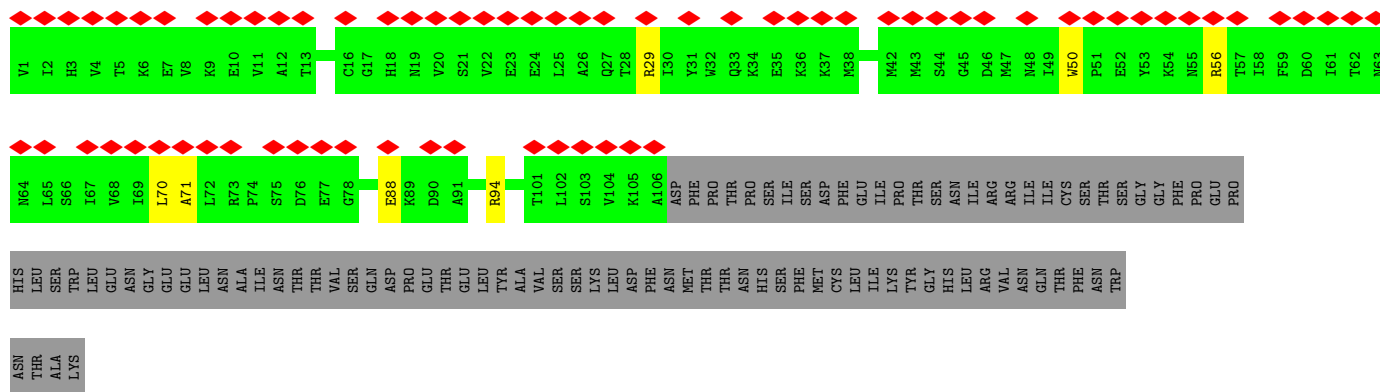 V1 I2 H3 V4 T5 K6 E7 V8 K9 E10 V11 A12 T13 C16 G17 H18 N19 V20 S21 V22 E23 E24 L25 A26 Q27 T28 R29 I30 Y31 W32 Q33 K34 E35 K36 K37 M38 M42 M43 S44 G45 D46 M47 N48 I49 W50 P51 E52 Y53 K54 N55 R56 T57 I58 F59 D60 I61 T62 N63
N64 L65 S66 I67 V68 I69 L70 A71 L72 R73 P74 S75 D76 E77 G78 E88 K89 D90 A91 R94 T101 L102 S103 V104 K105 A106 ASP PHE PRO THR PRO SER ILE SER ASP PHE GLU ILE PRO THR SER ASN ILE ARG ARG ILE ILE CYS SER THR SER GLY GLY PHE PRO GLU PRO
HIS LEU SER TRP LEU GLU ASN GLY GLU GLU LEU ASN ALA ILE ASN THR THR VAL SER GLN ASP PRO GLU THR GLU LEU TYR ALA VAL SER SER LYS LEU ASP PHE ASN MET THR THR ASN HIS SER PHE MET CYS LEU ILE LYS TYR GLY HIS LEU ARG VAL ASN GLN THR PHE ASN TRP
ASN THR ALA LYS